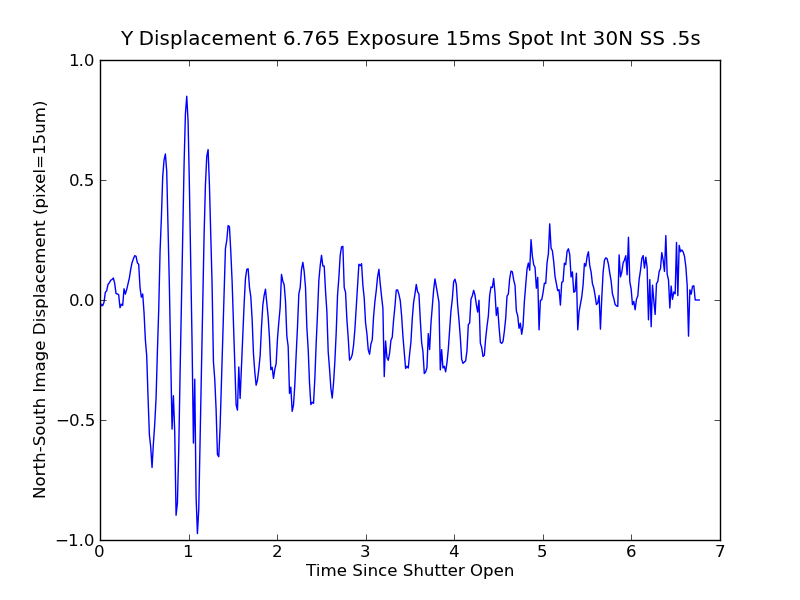 Y Displacement 6.765 Exposure 15ms Spot Int 30N SS .5s
1.0
0.5
0.0
−0.5
−1.0
North-South Image Displacement (pixel=15um)
0 1 2 3 4 5 6 7
Time Since Shutter Open